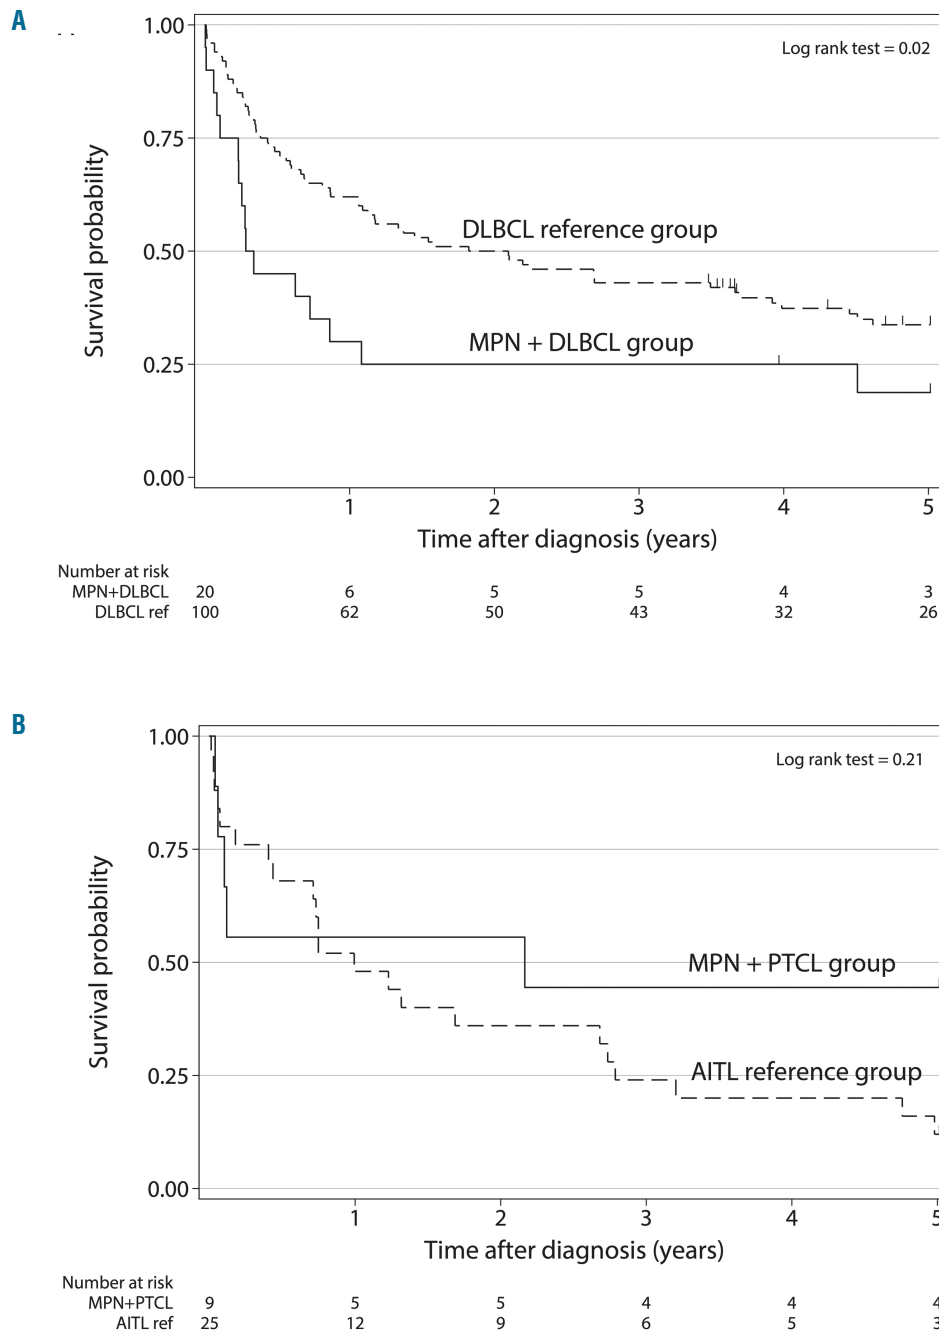 A
1.00
Log rank test = 0.02
0.75
Survival probability
DLBCL reference group
0.50
MPN + DLBCL group
0.25
0.00
1 2 3 4 5
Time after diagnosis (years)
Number at risk
MPN+DLBCL 20 6 5 5 4 3
DLBCL ref 100 62 50 43 32 26
B
1.00
Log rank test = 0.21
0.75
Survival probability
MPN + PTCL group
0.50
AITL reference group
0.25
0.00
1 2 3 4 5
Time after diagnosis (years)
Number at risk
MPN+PTCL 9 5 5 4 4 4
AITL ref 25 12 9 6 5 3